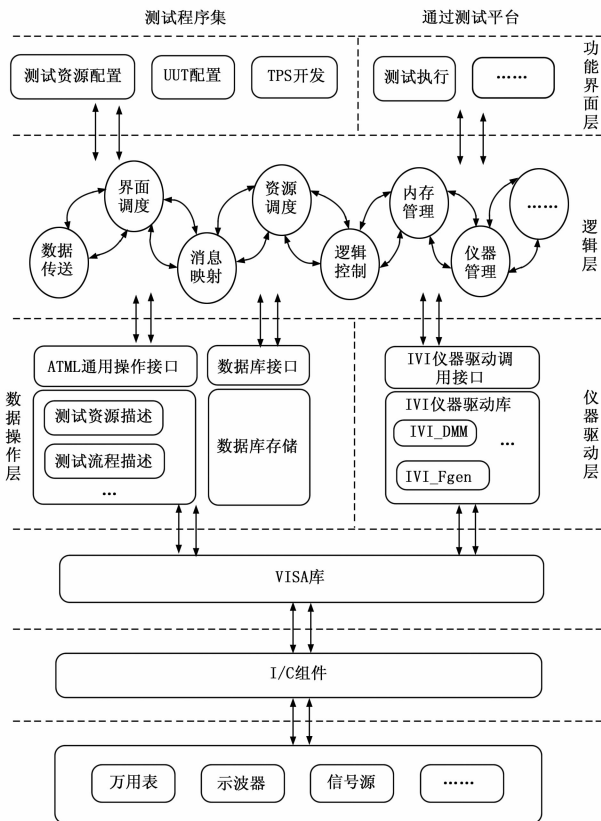 测试程序集
通过测试平台
测试资源配置
UUT配置
TPS开发
测试执行
……
功能界面层
界面调度
资源调度
内存管理
……
数据传送
消息映射
逻辑控制
仪器管理
逻辑层
ATML通用操作接口
数据库接口
IVI仪器驱动调
用接口
数据操作层
测试资源描述
测试流程描述
…
数据库存储
IVI仪器驱动库
IVI_DMM
…
IVI_Fgen
仪器驱动层
VISA库
I/C组件
万用表
示波器
信号源
……